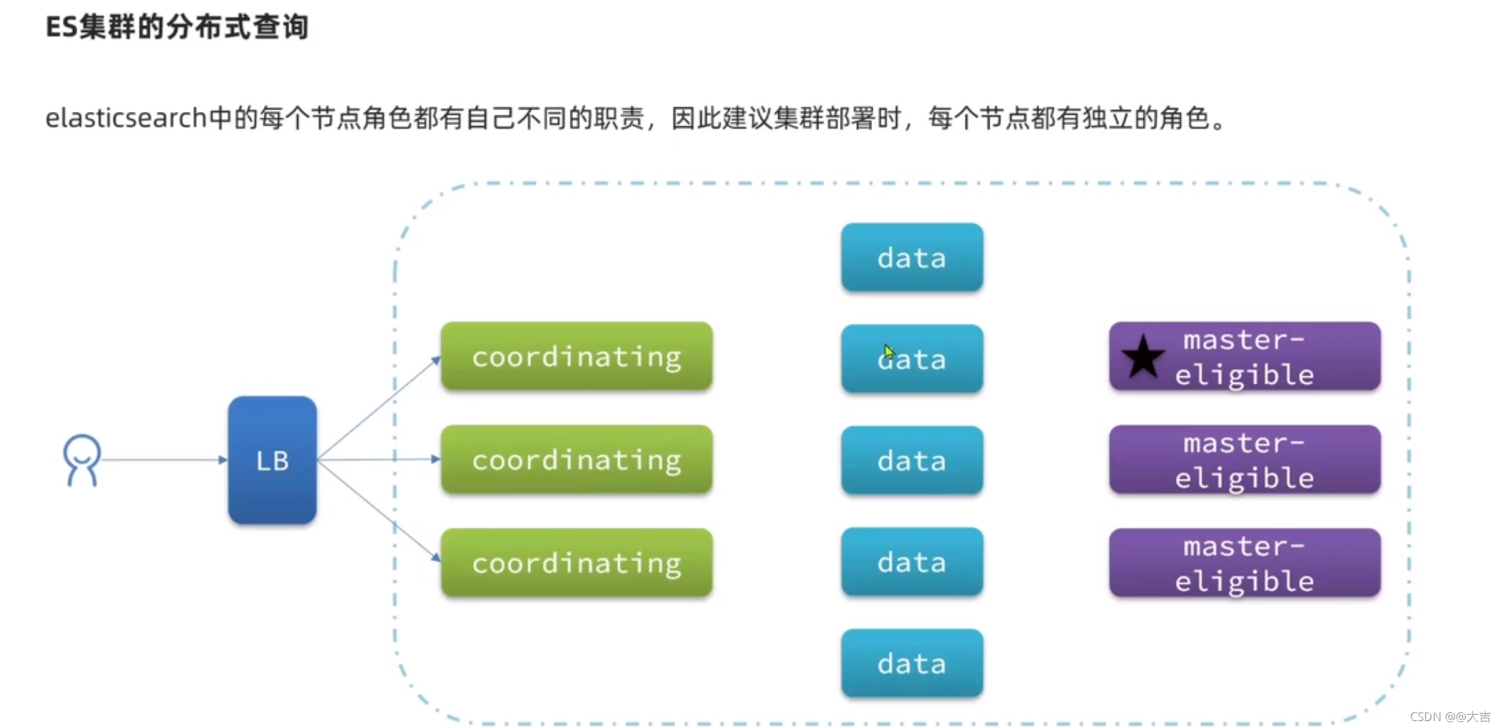 ES集群的分布式查询
elasticsearch中的每个节点角色都有自己不同的职责，因此建议集群部署时，每个节点都有独立的角色。
data
coordinating
data
master-
eligible
LB
coordinating
data
master-
eligible
coordinating
data
master-
eligible
data
CSDN @@大吉